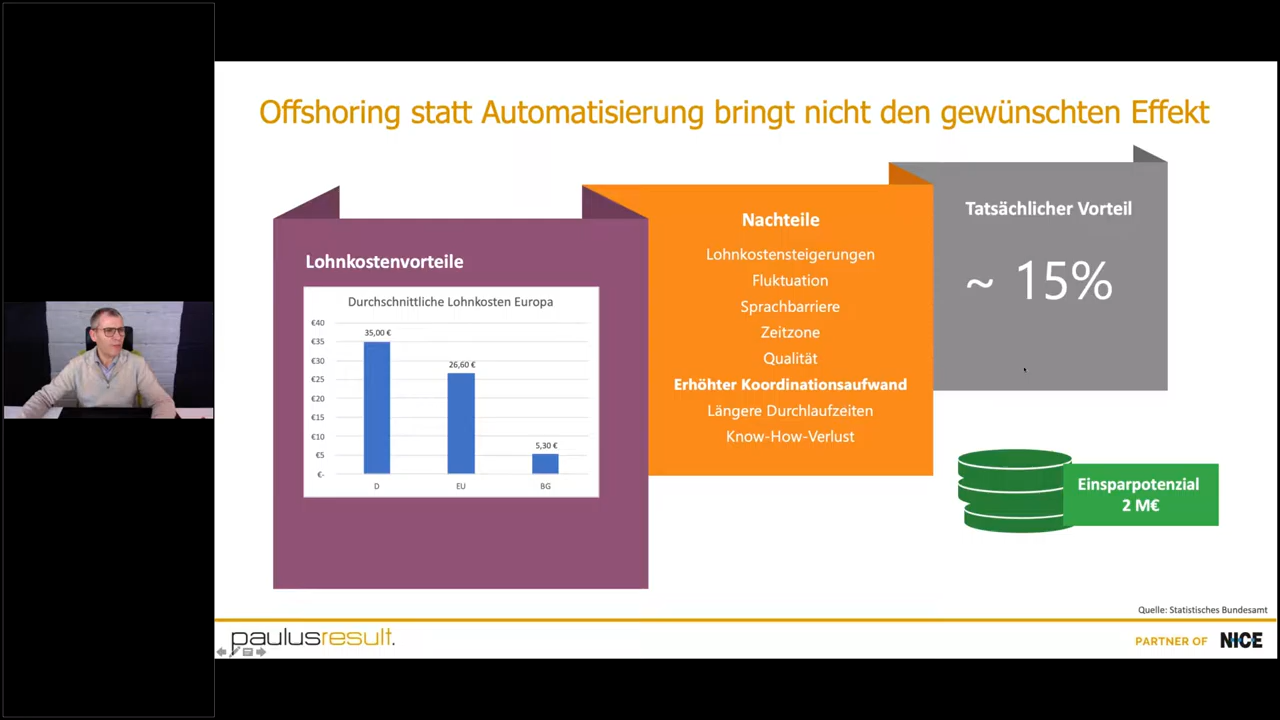 Offshoring statt Automatisierung bringt nicht den gewünschten Effekt
Lohnkostenvorteile
Durchschnittliche Lohnkosten Europa
€40
€35
€30
€25
€20
€15
€10
€5
€-
35,00 €
26,60 €
5,30 €
D
EU
BG
Nachteile
Lohnkostensteigerungen
Fluktuation
Sprachbarriere
Zeitzone
Qualität
Erhöhter Koordinationsaufwand
Längere Durchlaufzeiten
Know-How-Verlust
Tatsächlicher Vorteil
~ 15%
Einsparpotenzial
2 M€
Quelle: Statistisches Bundesamt
paulusresult.
PARTNER OF NICE